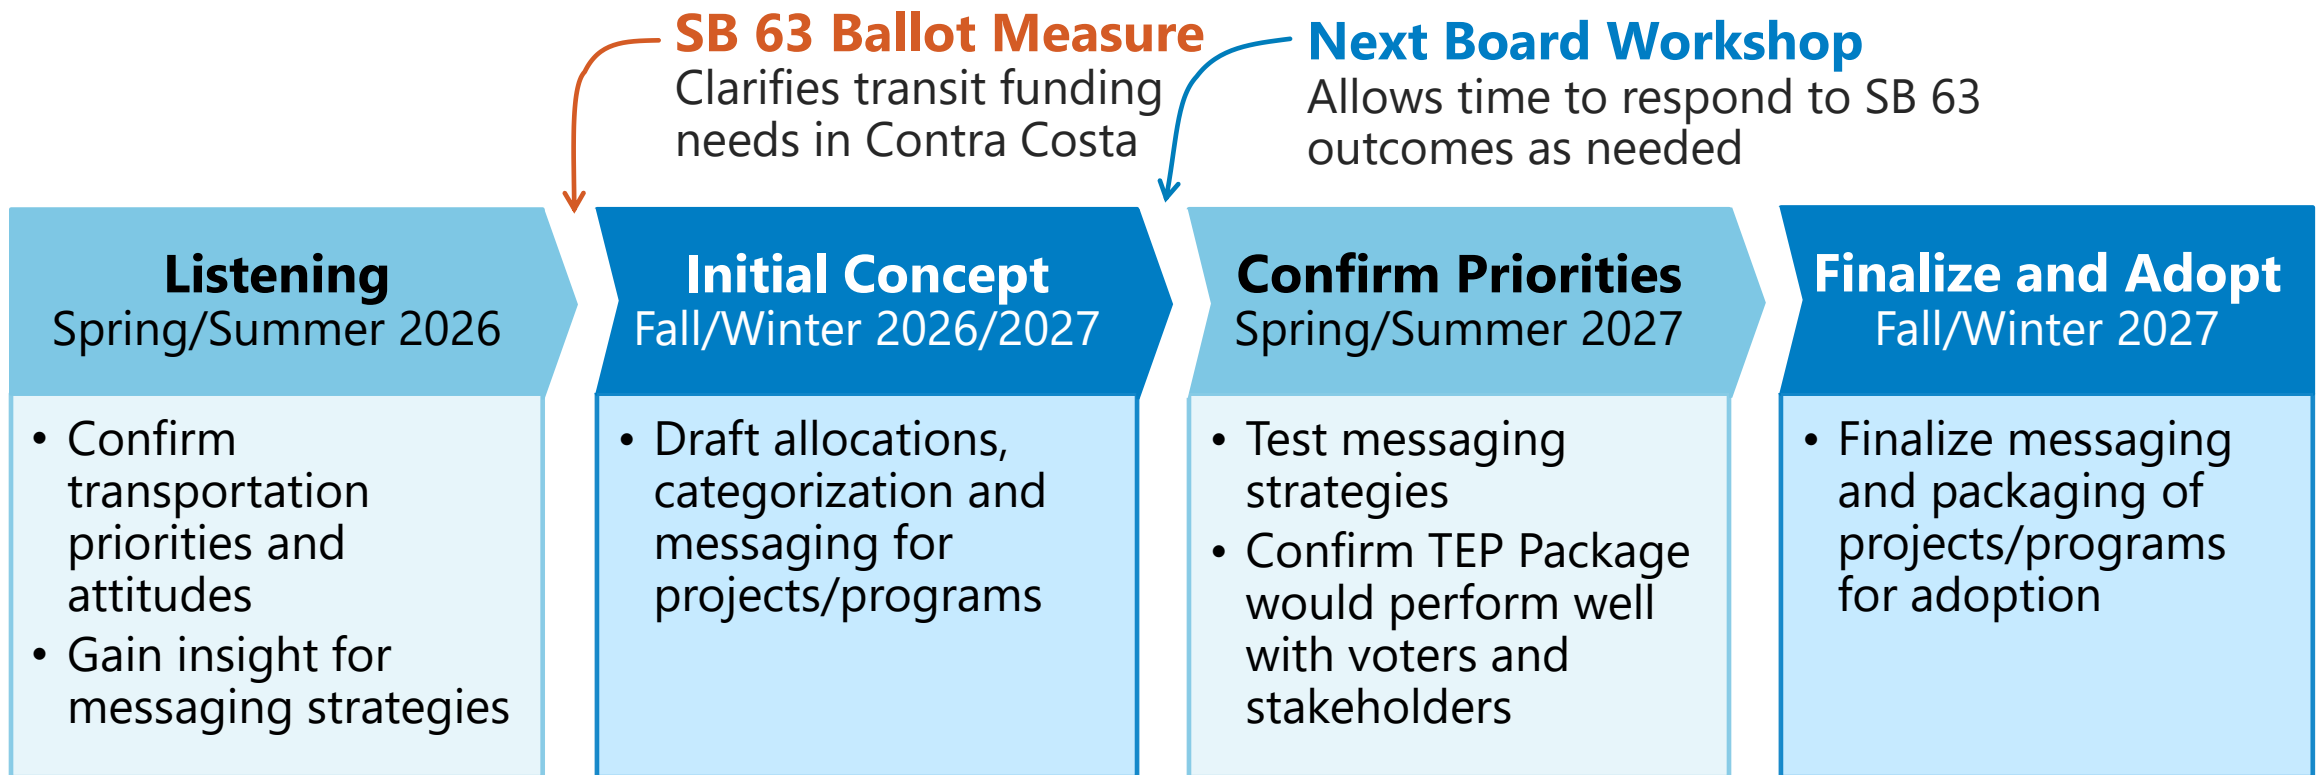 SB 63 Ballot Measure
Clarifies transit funding
needs in Contra Costa
Next Board Workshop
Allows time to respond to SB 63
outcomes as needed
Listening
Spring/Summer 2026
• Confirm
transportation
priorities and
attitudes
• Gain insight for
messaging strategies
Initial Concept
Fall/Winter 2026/2027
• Draft allocations,
categorization and
messaging for
projects/programs
Confirm Priorities
Spring/Summer 2027
• Test messaging
strategies
• Confirm TEP Package
would perform well
with voters and
stakeholders
Finalize and Adopt
Fall/Winter 2027
• Finalize messaging
and packaging of
projects/programs
for adoption